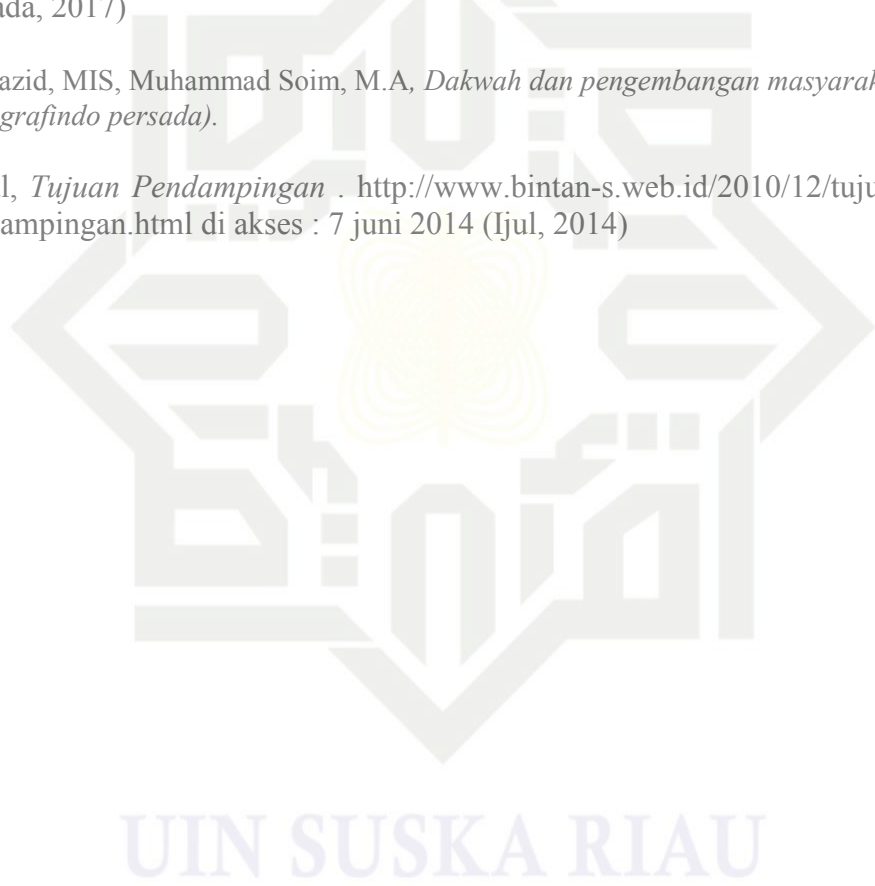 ada, 2017)
azid, MIS, Muhammad Soim, M.A, Dakwah dan pengembangan masyarak
grafindo persada).
l, Tujuan Pendampingan . http://www.bintan-s.web.id/2010/12/tuju
ampingan.html di akses : 7 juni 2014 (Ijul, 2014)
UIN SUSKA RIAU